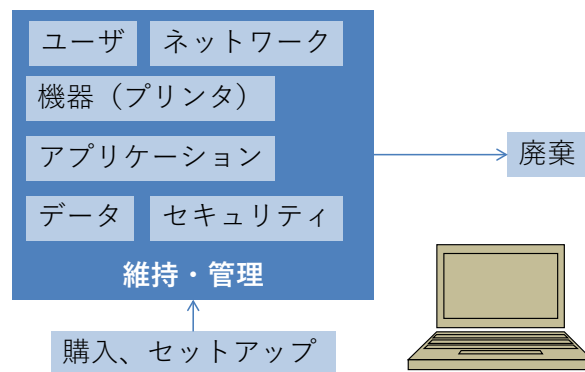 ユーザ ネットワーク
機器（プリンタ）
アプリケーション
廃棄
データ セキュリティ
維持・管理
購入、セットアップ